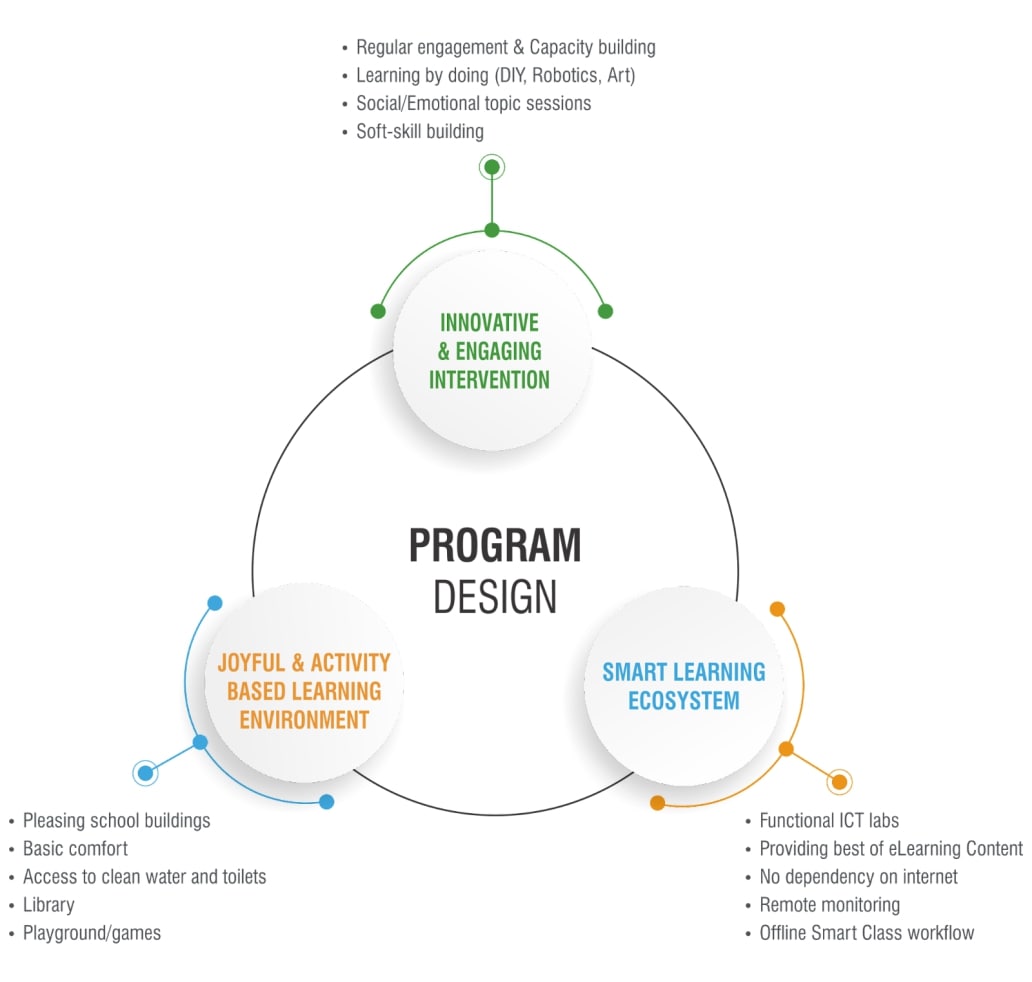 • Regular engagement & Capacity building
• Learning by doing (DIY, Robotics, Art)
• Social/Emotional topic sessions
• Soft-skill building
INNOVATIVE
& ENGAGING
INTERVENTION
PROGRAM
DESIGN
JOYFUL & ACTIVITY
BASED LEARNING
ENVIRONMENT
SMART LEARNING
ECOSYSTEM
• Pleasing school buildings
• Basic comfort
• Access to clean water and toilets
• Library
• Playground/games
• Functional ICT labs
• Providing best of eLearning Content
• No dependency on internet
• Remote monitoring
• Offline Smart Class workflow